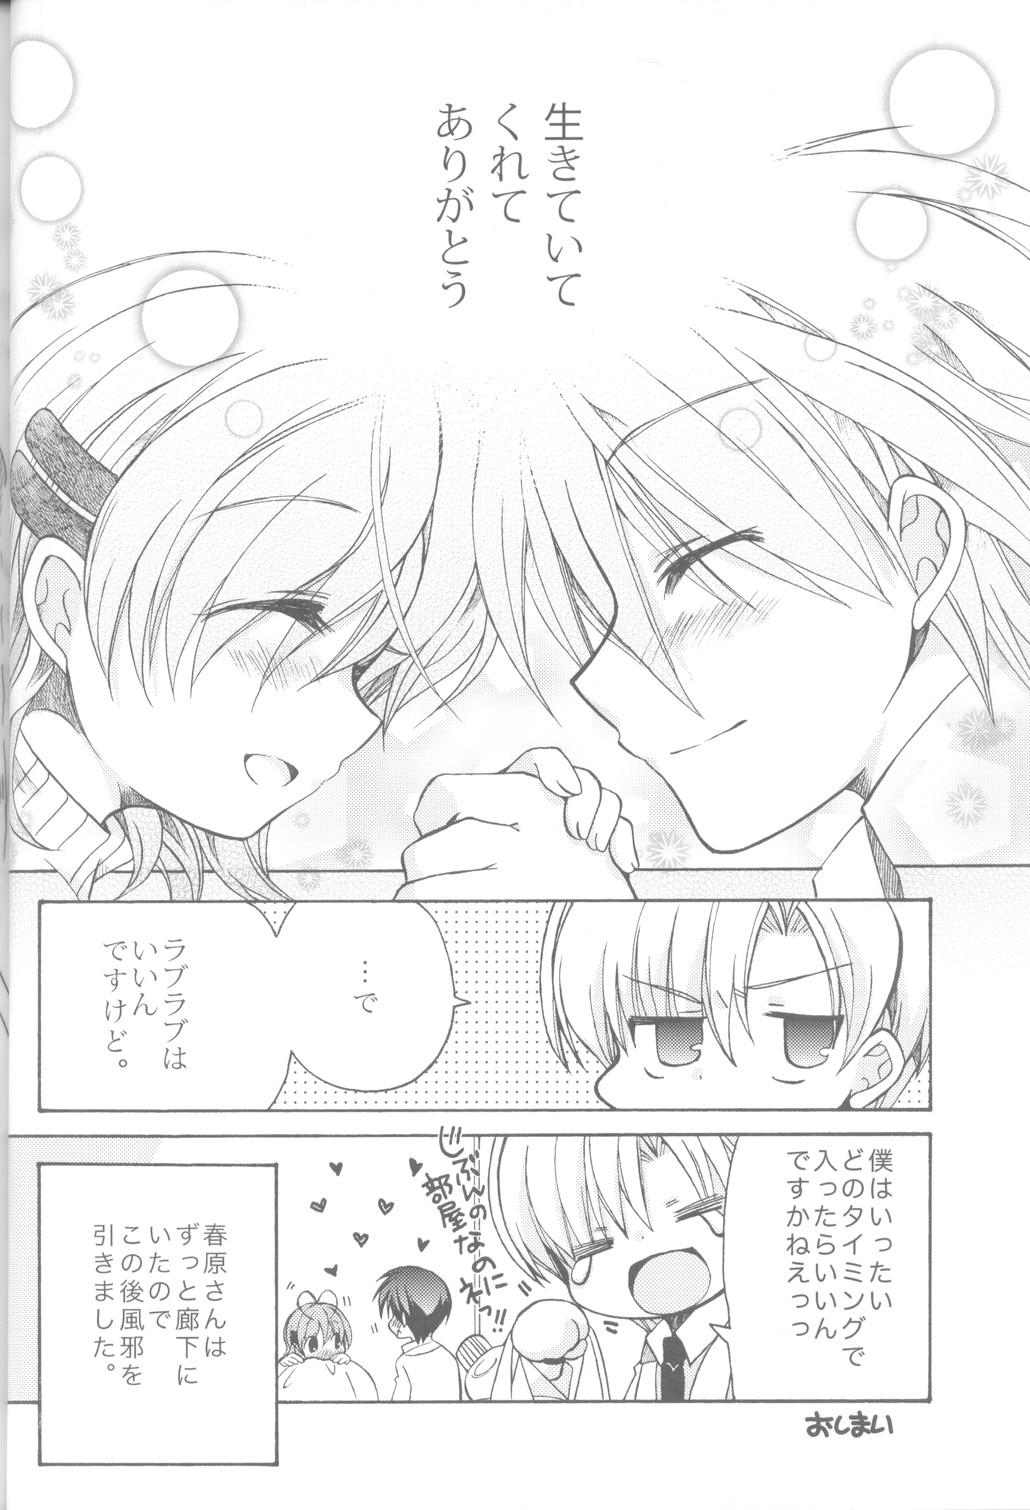 生きていて
くれて
ありがとう
…で
ラブラブは
いいん
ですけど。
僕はいったい
どのタイミングで
入ったらいいん
ですかねえっっ
じぶんの
部屋なのに
えっ!!
春原さんは
ずっと廊下に
いたので
この後風邪を
引きました。
おしまい